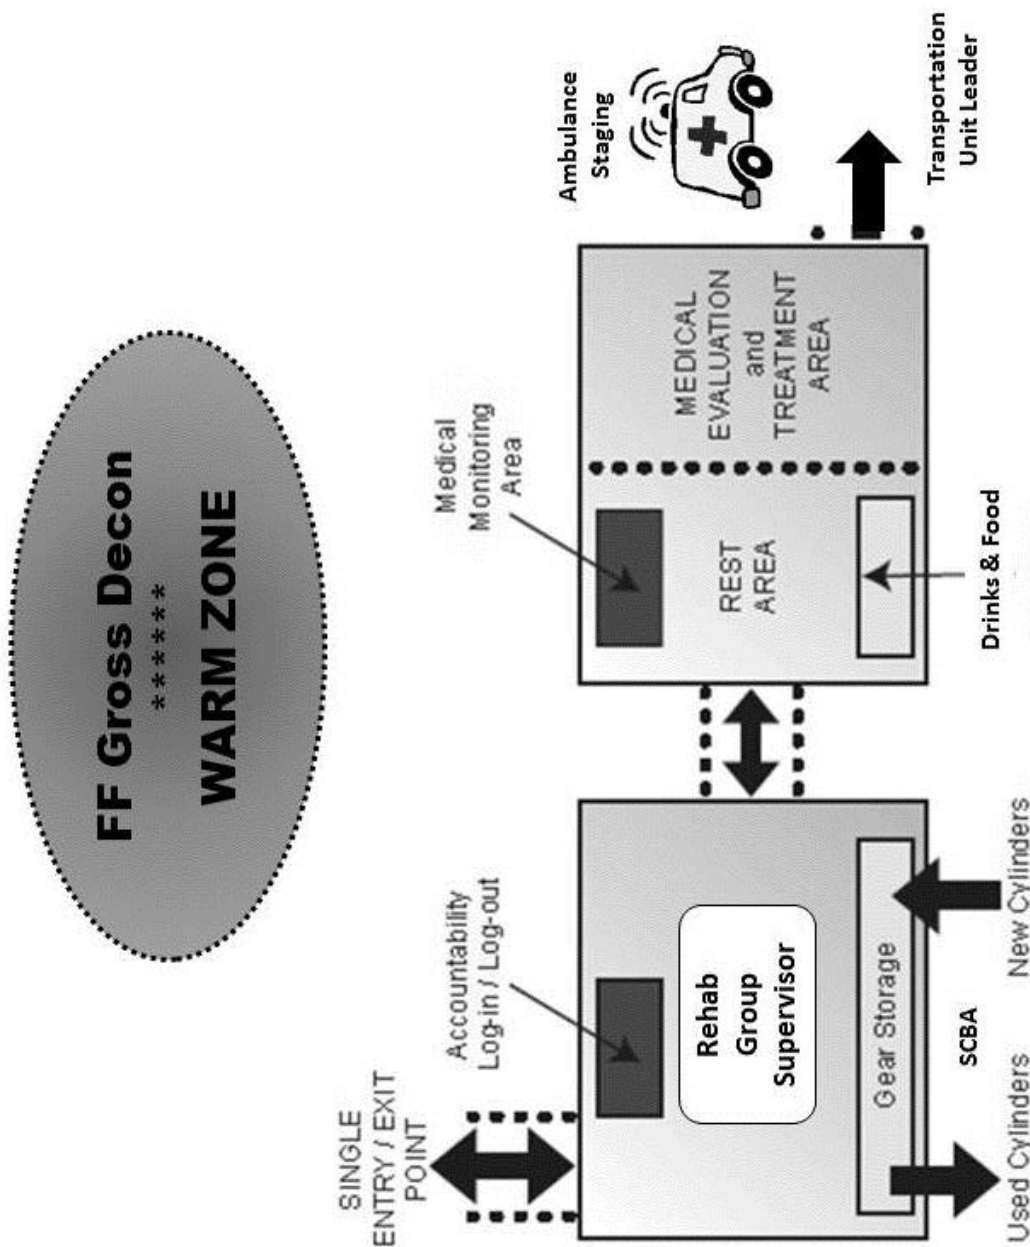 FF Gross Decon
*******
WARM ZONE
SINGLE
ENTRY / EXIT
POINT
Accountability
Log-in / Log-out
Medical
Monitoring
Area
Ambulance
Staging
Rehab
Group
Supervisor
REST
AREA
MEDICAL
EVALUATION
and
TREATMENT
AREA
Gear Storage
Used Cylinders
SCBA
New Cylinders
Drinks & Food
Transportation
Unit Leader